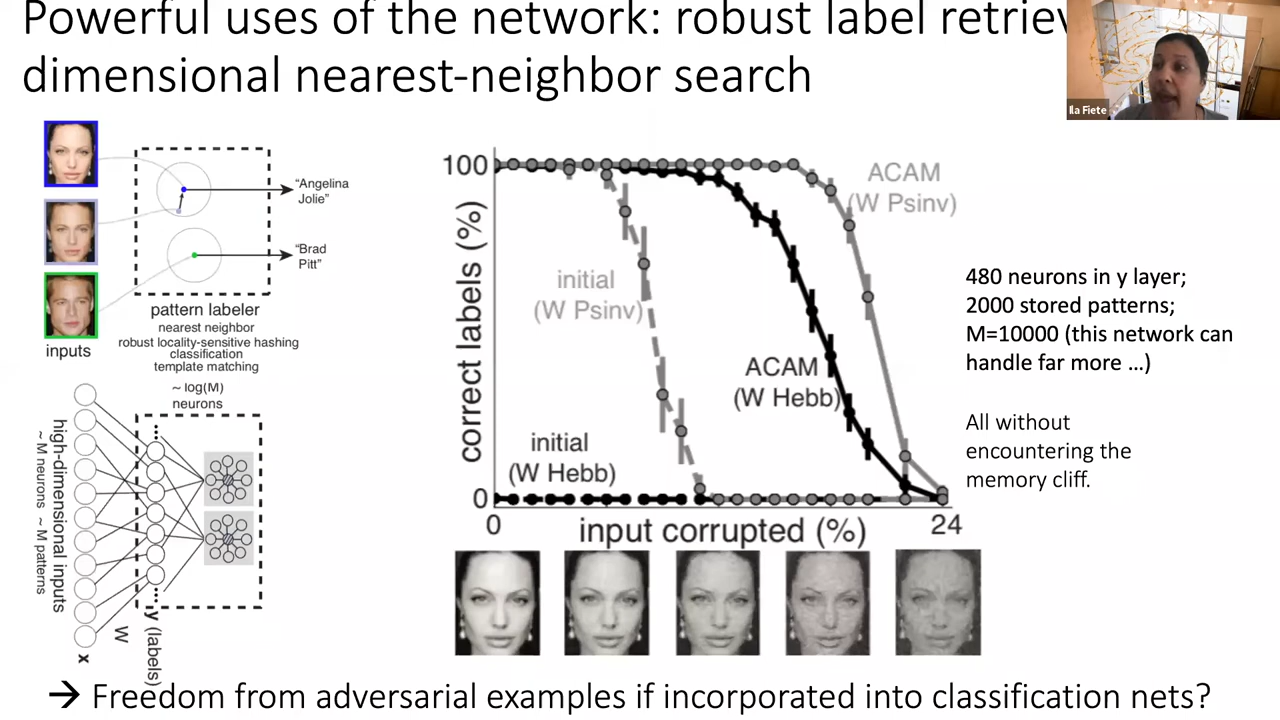 Powerful uses of the network: robust label retriev
dimensional nearest-neighbor search
Ila Fiete
"Angelina
Jolie"
"Brad
Pitt"
inputs
pattern labeler
nearest neighbor
robust locality-sensitive hashing
classification
template matching
~ log(M)
neurons
high-dimensional inputs
~ M neurons ~ M patterns
x
W
y (labels)
correct labels (%)
100
0
initial
(W Psinv)
initial
(W Hebb)
ACAM
(W Hebb)
ACAM
(W Psinv)
0
input corrupted (%)
24
480 neurons in y layer;
2000 stored patterns;
M=10000 (this network can
handle far more ...)
All without
encountering the
memory cliff.
→ Freedom from adversarial examples if incorporated into classification nets?